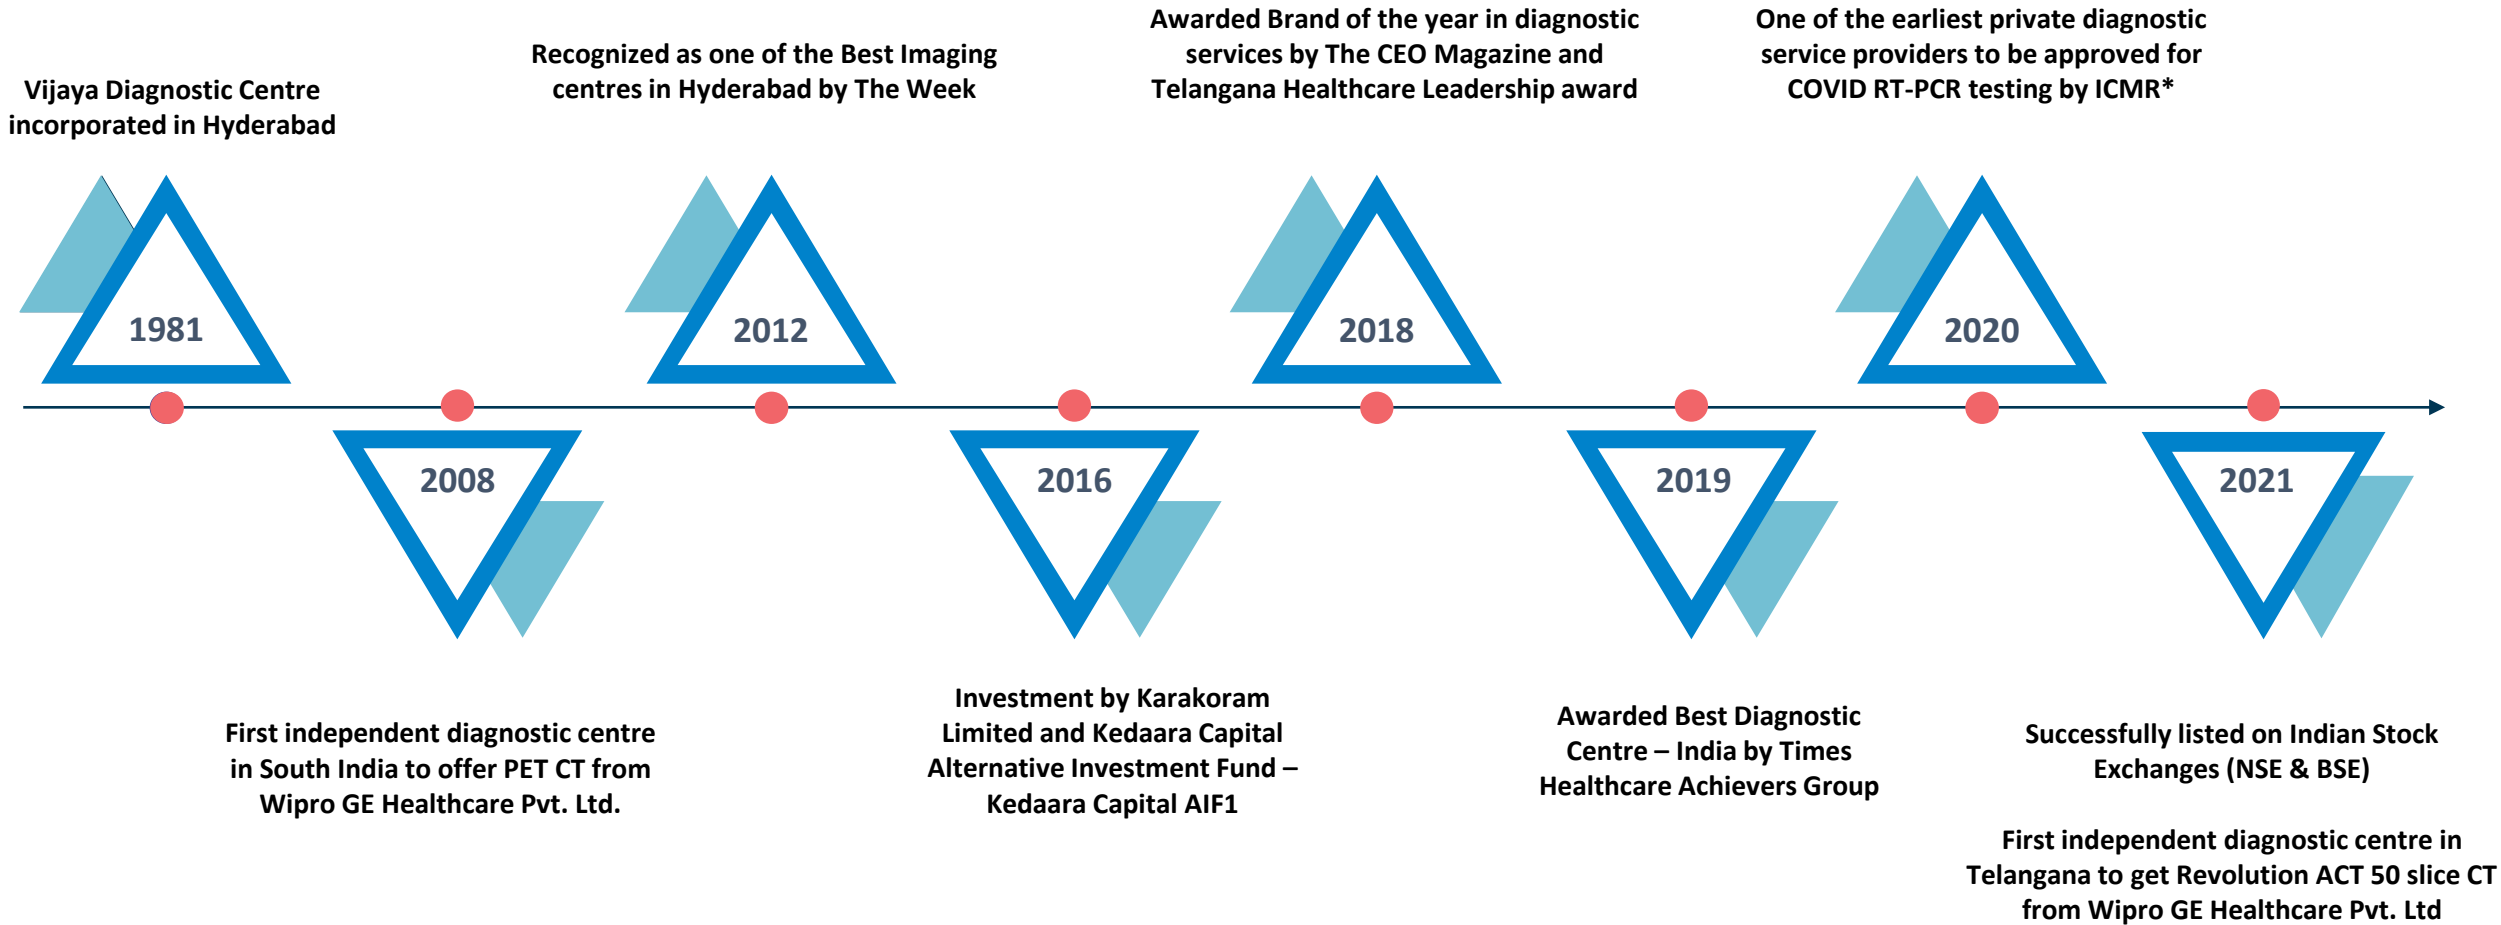 Vijaya Diagnostic Centre
incorporated in Hyderabad
1981
First independent diagnostic centre
in South India to offer PET CT from
Wipro GE Healthcare Pvt. Ltd.
2008
Recognized as one of the Best Imaging
centres in Hyderabad by The Week
2012
Investment by Karakoram
Limited and Kedaara Capital
Alternative Investment Fund –
Kedaara Capital AIF1
2016
Awarded Brand of the year in diagnostic
services by The CEO Magazine and
Telangana Healthcare Leadership award
2018
Awarded Best Diagnostic
Centre – India by Times
Healthcare Achievers Group
2019
One of the earliest private diagnostic
service providers to be approved for
COVID RT-PCR testing by ICMR*
2020
2021
Successfully listed on Indian Stock
Exchanges (NSE & BSE)
First independent diagnostic centre in
Telangana to get Revolution ACT 50 slice CT
from Wipro GE Healthcare Pvt. Ltd